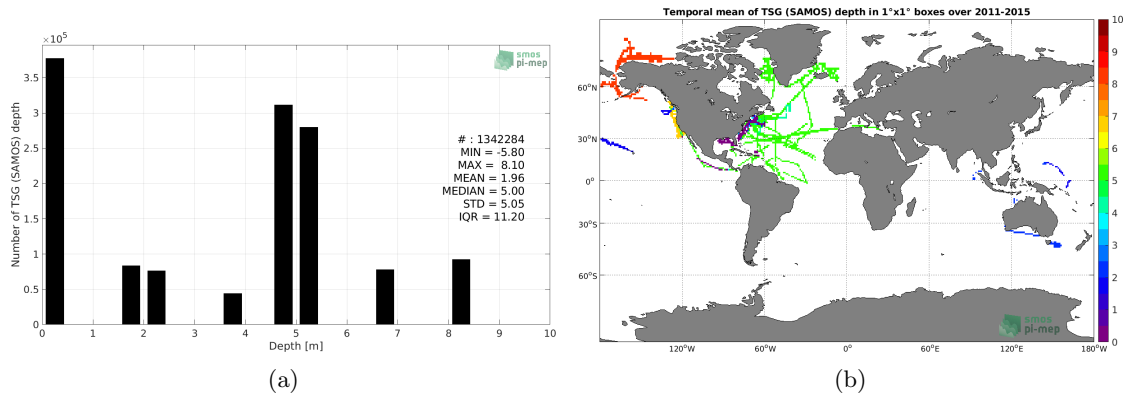 ×10⁵
smos
pi-mep
3.5
3
2.5
2
1.5
1
0.5
0
Number of TSG (SAMOS) depth
# : 1342284
MIN = -5.80
MAX = 8.10
MEAN = 1.96
MEDIAN = 5.00
STD = 5.05
IQR = 11.20
0 1 2 3 4 5 6 7 8 9 10
Depth [m]
(a)
Temporal mean of TSG (SAMOS) depth in 1°x1° boxes over 2011-2015
60°N
30°N
0°
30°S
60°S
120°W 60°W 0° 60°E 120°E 180°W
smos
pi-mep
10
9
8
7
6
5
4
3
2
1
0
(b)